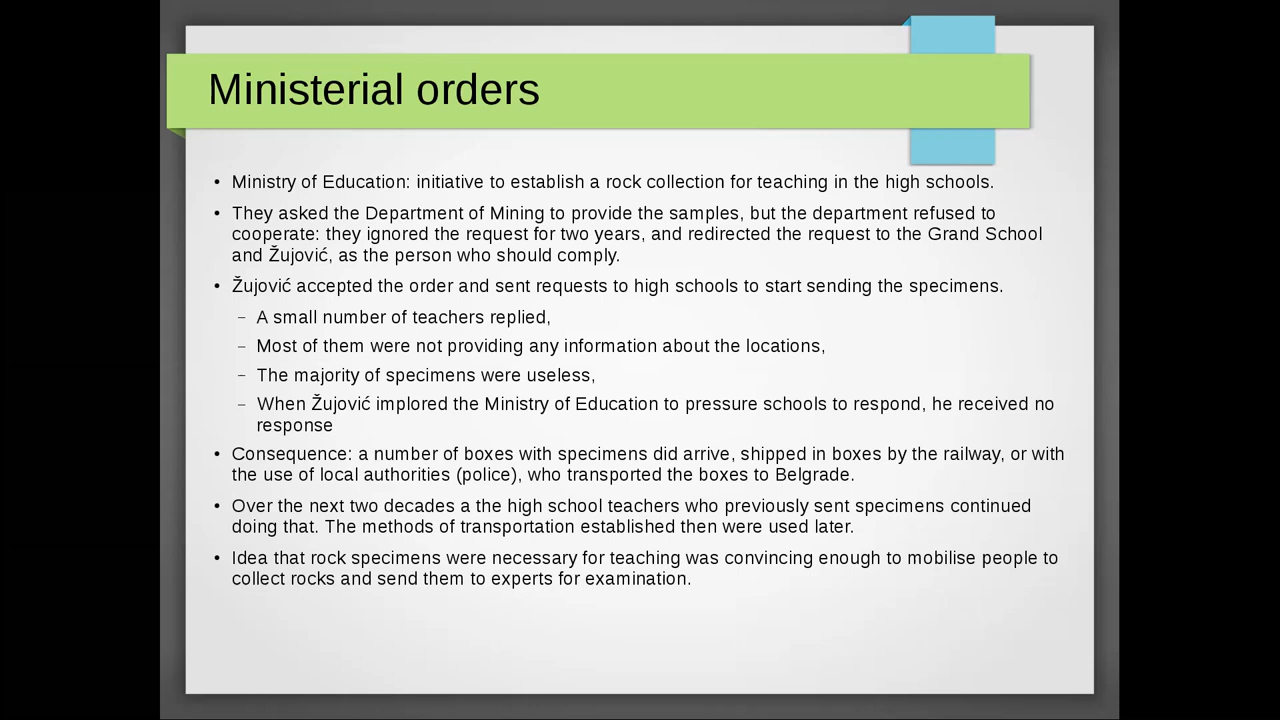 Ministerial orders
• Ministry of Education: initiative to establish a rock collection for teaching in the high schools.
• They asked the Department of Mining to provide the samples, but the department refused to
cooperate: they ignored the request for two years, and redirected the request to the Grand School
and Žujović, as the person who should comply.
• Žujović accepted the order and sent requests to high schools to start sending the specimens.
– A small number of teachers replied,
– Most of them were not providing any information about the locations,
– The majority of specimens were useless,
– When Žujović implored the Ministry of Education to pressure schools to respond, he received no
response
• Consequence: a number of boxes with specimens did arrive, shipped in boxes by the railway, or with
the use of local authorities (police), who transported the boxes to Belgrade.
• Over the next two decades a the high school teachers who previously sent specimens continued
doing that. The methods of transportation established then were used later.
• Idea that rock specimens were necessary for teaching was convincing enough to mobilise people to
collect rocks and send them to experts for examination.